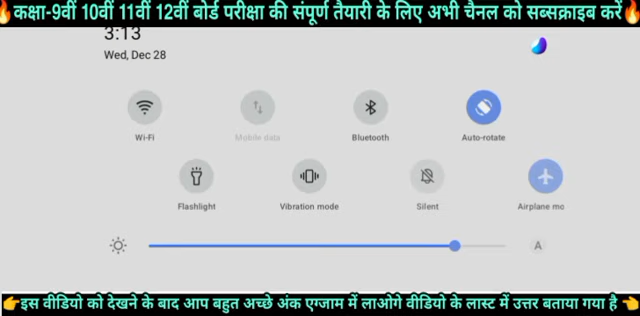 🔥कक्षा-9वीं 10वीं 11वीं 12वीं बोर्ड परीक्षा की संपूर्ण तैयारी के लिए अभी चैनल को सब्सक्राइब करें🔥
3:13
Wed, Dec 28
Wi-Fi Mobile data Bluetooth Auto-rotate
Flashlight Vibration mode Silent Airplane mo
A
👉इस वीडियो को देखने के बाद आप बहुत अच्छे अंक एग्जाम में लाओगे वीडियो के लास्ट में उत्तर बताया गया है 👈